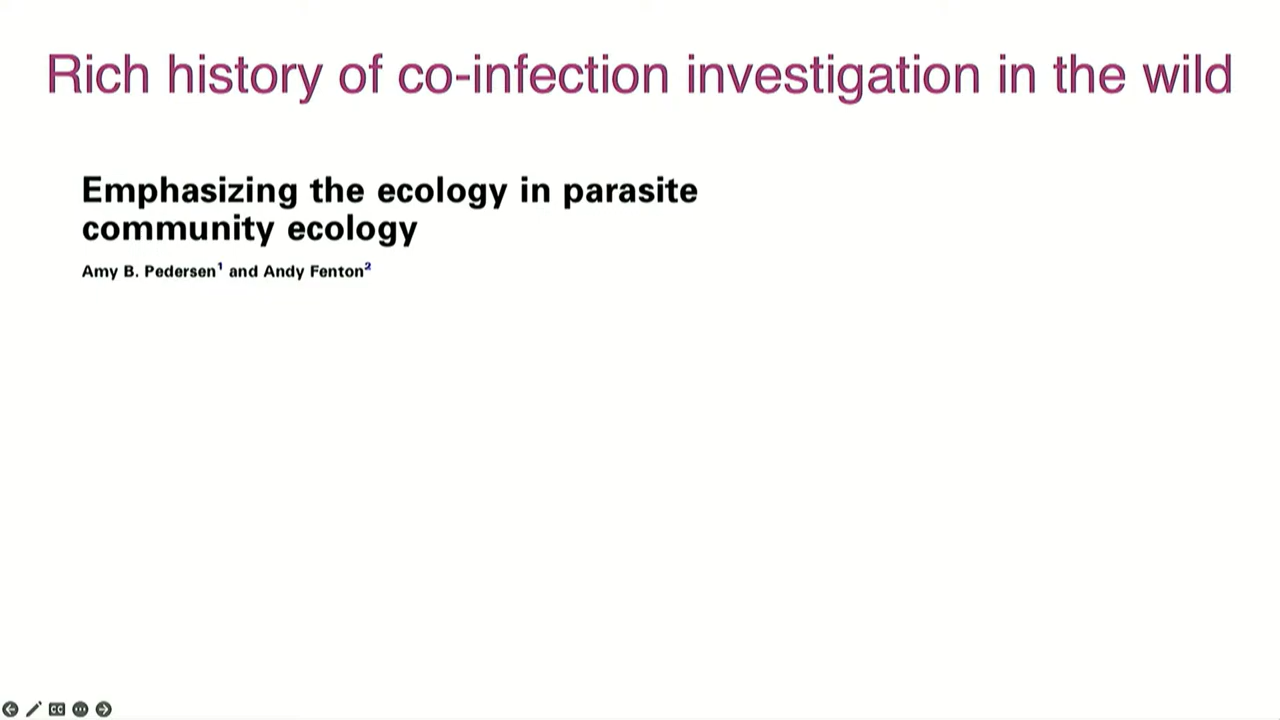 Rich history of co-infection investigation in the wild
Emphasizing the ecology in parasite
community ecology
Amy B. Pedersen¹ and Andy Fenton²
CC